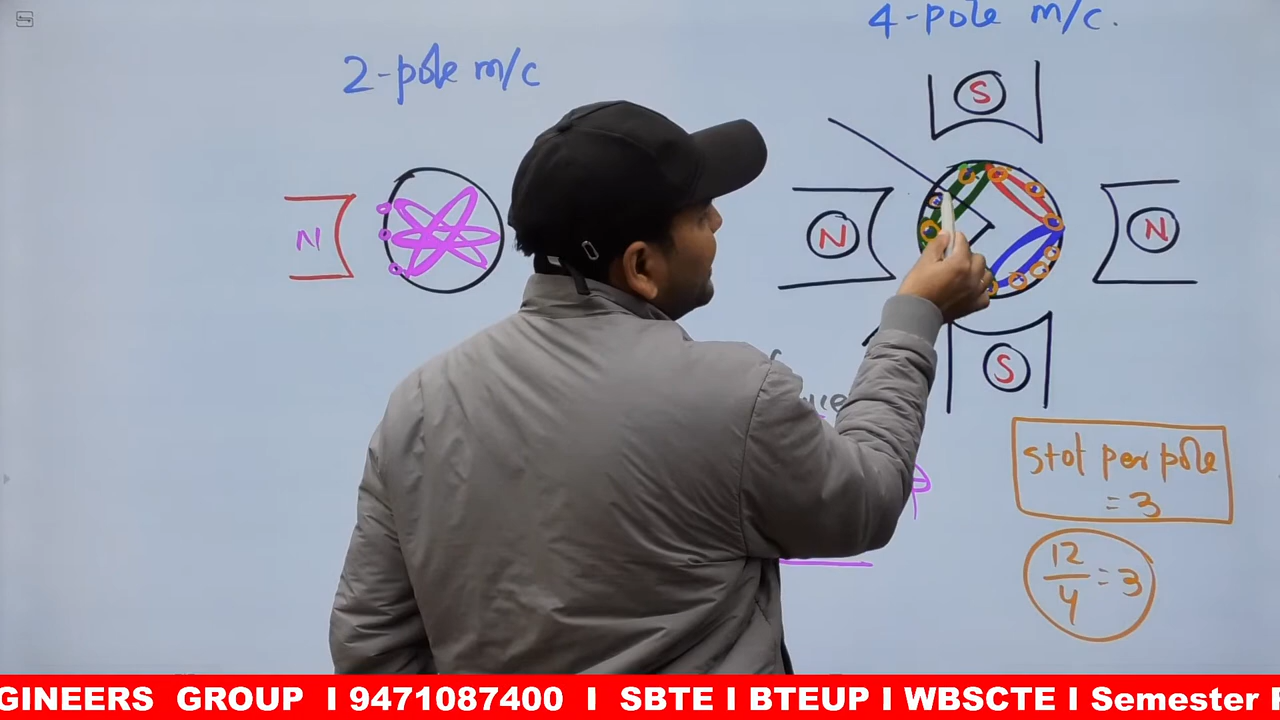 4-pole m/c.
2-pole m/c
S
N
N
N
S
slot per pole
= 3
12/4 = 3
GINEERS GROUP I 9471087400 I SBTE I BTEUP I WBSCTE I Semester